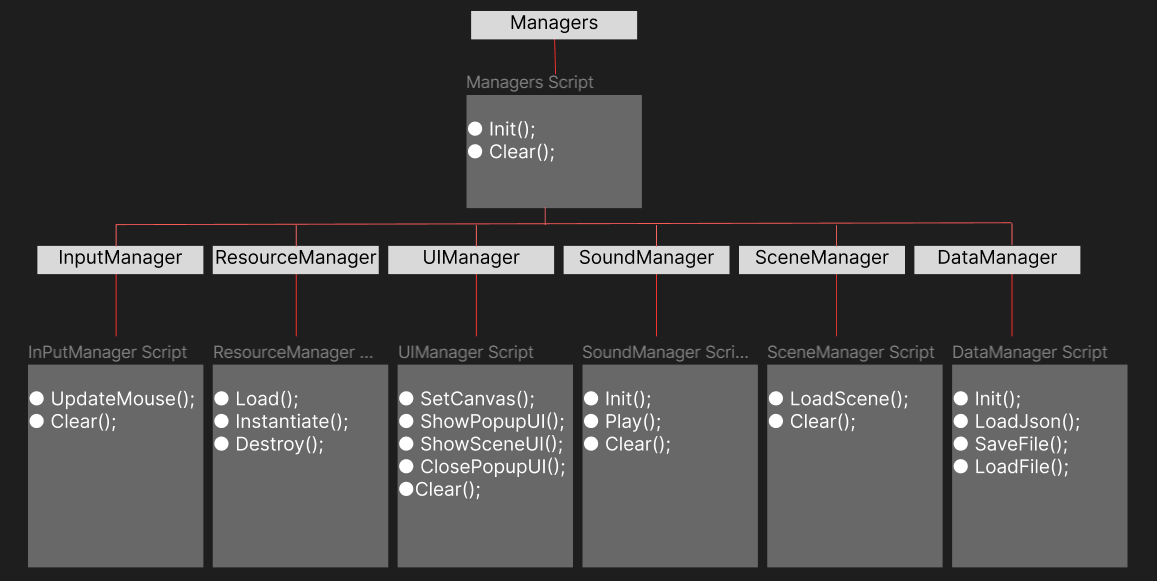 Managers
Managers Script
● Init();
● Clear();
InputManager
ResourceManager
UIManager
SoundManager
SceneManager
DataManager
InPutManager Script
● UpdateMouse();
● Clear();
ResourceManager ...
● Load();
● Instantiate();
● Destroy();
UIManager Script
● SetCanvas();
● ShowPopupUI();
● ShowSceneUI();
● ClosePopupUI();
●Clear();
SoundManager Scri...
● Init();
● Play();
● Clear();
SceneManager Script
● LoadScene();
● Clear();
DataManager Script
● Init();
● LoadJson();
● SaveFile();
● LoadFile();